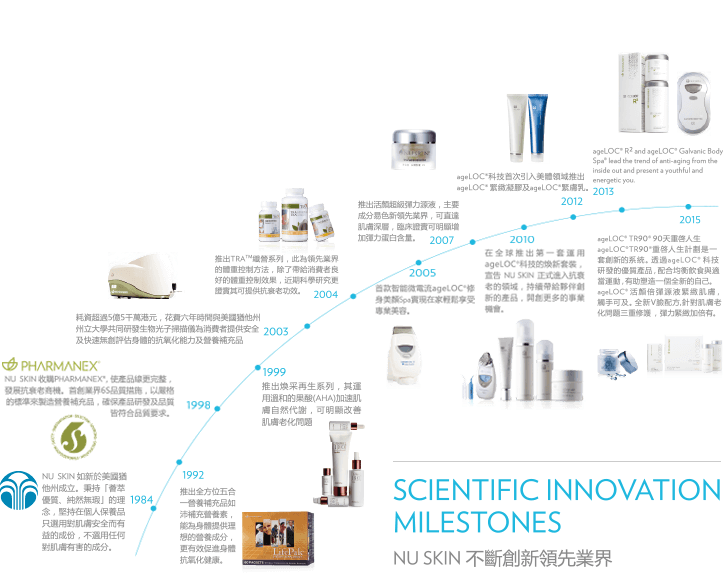 NU SKIN 如新於美國猶
他州成立。秉持「薈萃
優質、純然無瑕」的理
念，堅持在個人保養品
只選用對肌膚安全而有
益的成份，不選用任何
對肌膚有害的成分。
1984
1992
推出全方位五合
一營養補充品如
沛補充營養素，
能為身體提供理
想的營養成分，
更有效促進身體
抗氧化健康。
LifePak
PHARMANEX®
NU SKIN 收購PHARMANEX®，使產品線更完整，
發展抗衰老商機。首創業界6S品質措施，以嚴格
的標準來製造營養補充品，確保產品研發及品質
皆符合品質要求。
1998
1999
推出煥采再生系列，其運
用溫和的果酸(AHA)加速肌
膚自然代謝，可明顯改善
肌膚老化問題
耗資超過5億5千萬港元，花費六年時間與美國猶他州
州立大學共同研發生物光子掃描儀為消費者提供安全
及快速無創評估身體的抗氧化能力及營養補充品
2003
推出TRA™纖營系列，此為領先業界
的體重控制方法，除了帶給消費者良
好的體重控制效果，近期科學研究更
證實其可提供抗衰老功效。
2004
2005
首款智能微電流ageLOC®修
身美顏Spa實現在家輕鬆享受
專業美容。
推出活顏超級彈力源液，主要
成分易色新領先業界，可直達
肌膚深層，臨床證實可明顯增
加彈力蛋白含量。
2007
2010
在全球推出第一套運用
ageLOC®科技的煥新套裝，
宣告 NU SKIN 正式進入抗衰
老的領域，持續帶給夥伴創
新的產品，開創更多的事業
機會。
ageLOC®科技首次引入美體領域推出
ageLOC® 緊緻凝膠及ageLOC®緊膚乳。
2012
ageLOC® R² and ageLOC® Galvanic Body
Spa® lead the trend of anti-aging from the
inside out and present a youthful and
energetic you.
2013
2015
ageLOC® TR90® 90天重啓人生
ageLOC®TR90®重啓人生計劃是一
套創新的系統。透過ageLOC® 科技
研發的優質產品，配合均衡飲食與適
當運動，有助塑造一個全新的自己。
ageLOC® 活顏倍彈源液緊緻肌膚，
觸手可及。全新V臉配方，針對肌膚老
化問題三重修護，彈力緊緻加倍有。
SCIENTIFIC INNOVATION
MILESTONES
NU SKIN 不斷創新領先業界